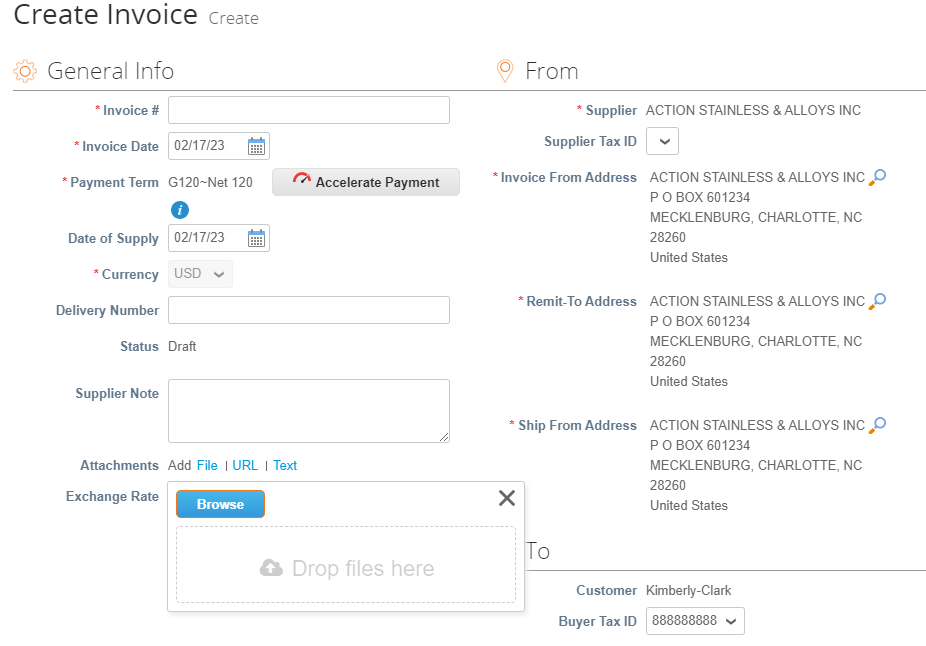 Create Invoice Create
General Info
* Invoice #
* Invoice Date 02/17/23
* Payment Term G120~Net 120 Accelerate Payment
i
Date of Supply 02/17/23
* Currency USD
Delivery Number
Status Draft
Supplier Note
Attachments Add File | URL | Text
Exchange Rate
Browse
Drop files here
From
* Supplier ACTION STAINLESS & ALLOYS INC
Supplier Tax ID
* Invoice From Address ACTION STAINLESS & ALLOYS INC
P O BOX 601234
MECKLENBURG, CHARLOTTE, NC
28260
United States
* Remit-To Address ACTION STAINLESS & ALLOYS INC
P O BOX 601234
MECKLENBURG, CHARLOTTE, NC
28260
United States
* Ship From Address ACTION STAINLESS & ALLOYS INC
P O BOX 601234
MECKLENBURG, CHARLOTTE, NC
28260
United States
To
Customer Kimberly-Clark
Buyer Tax ID 888888888